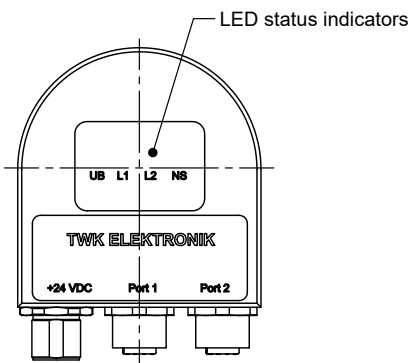 LED status indicators
UB L1 L2 NS
TWK ELEKTRONIK
+24 VDC Port 1 Port 2